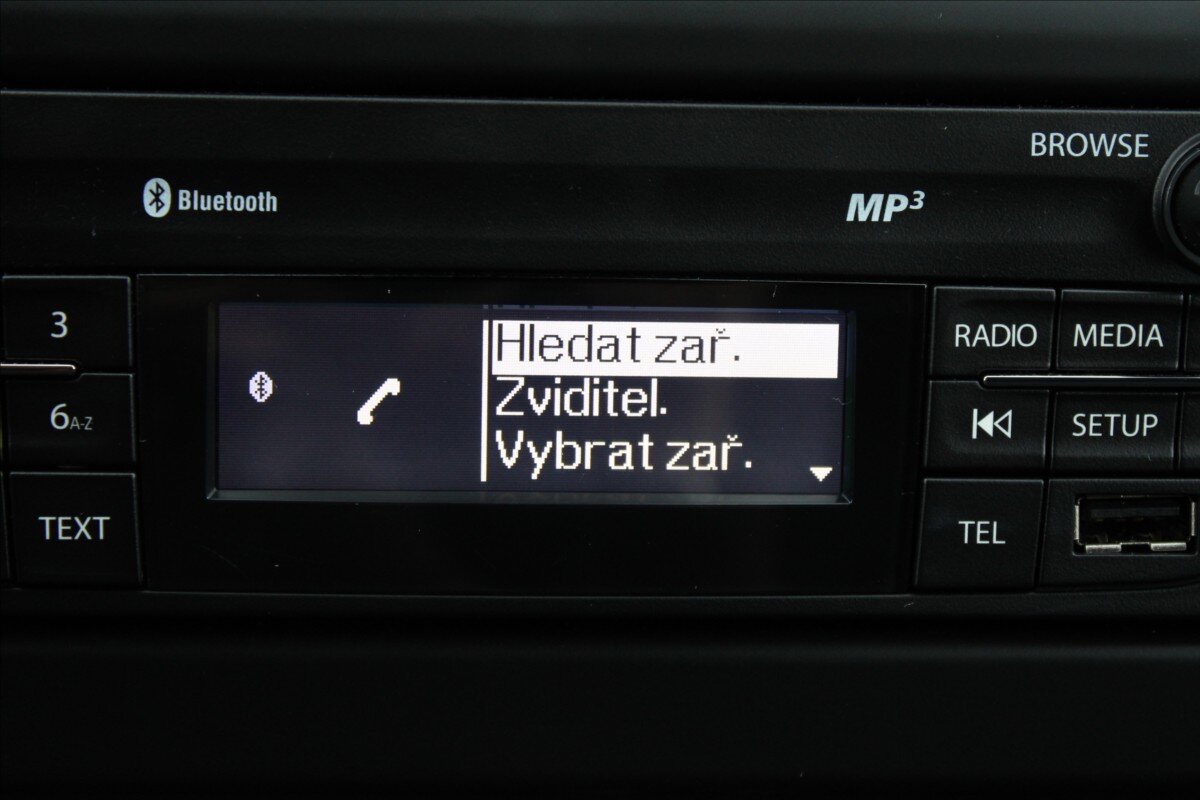 BROWSE
Bluetooth
MP3
3
6A-Z
TEXT
Hledat zař.
Zviditel.
Vybrat zař.
RADIO
MEDIA
SETUP
TEL